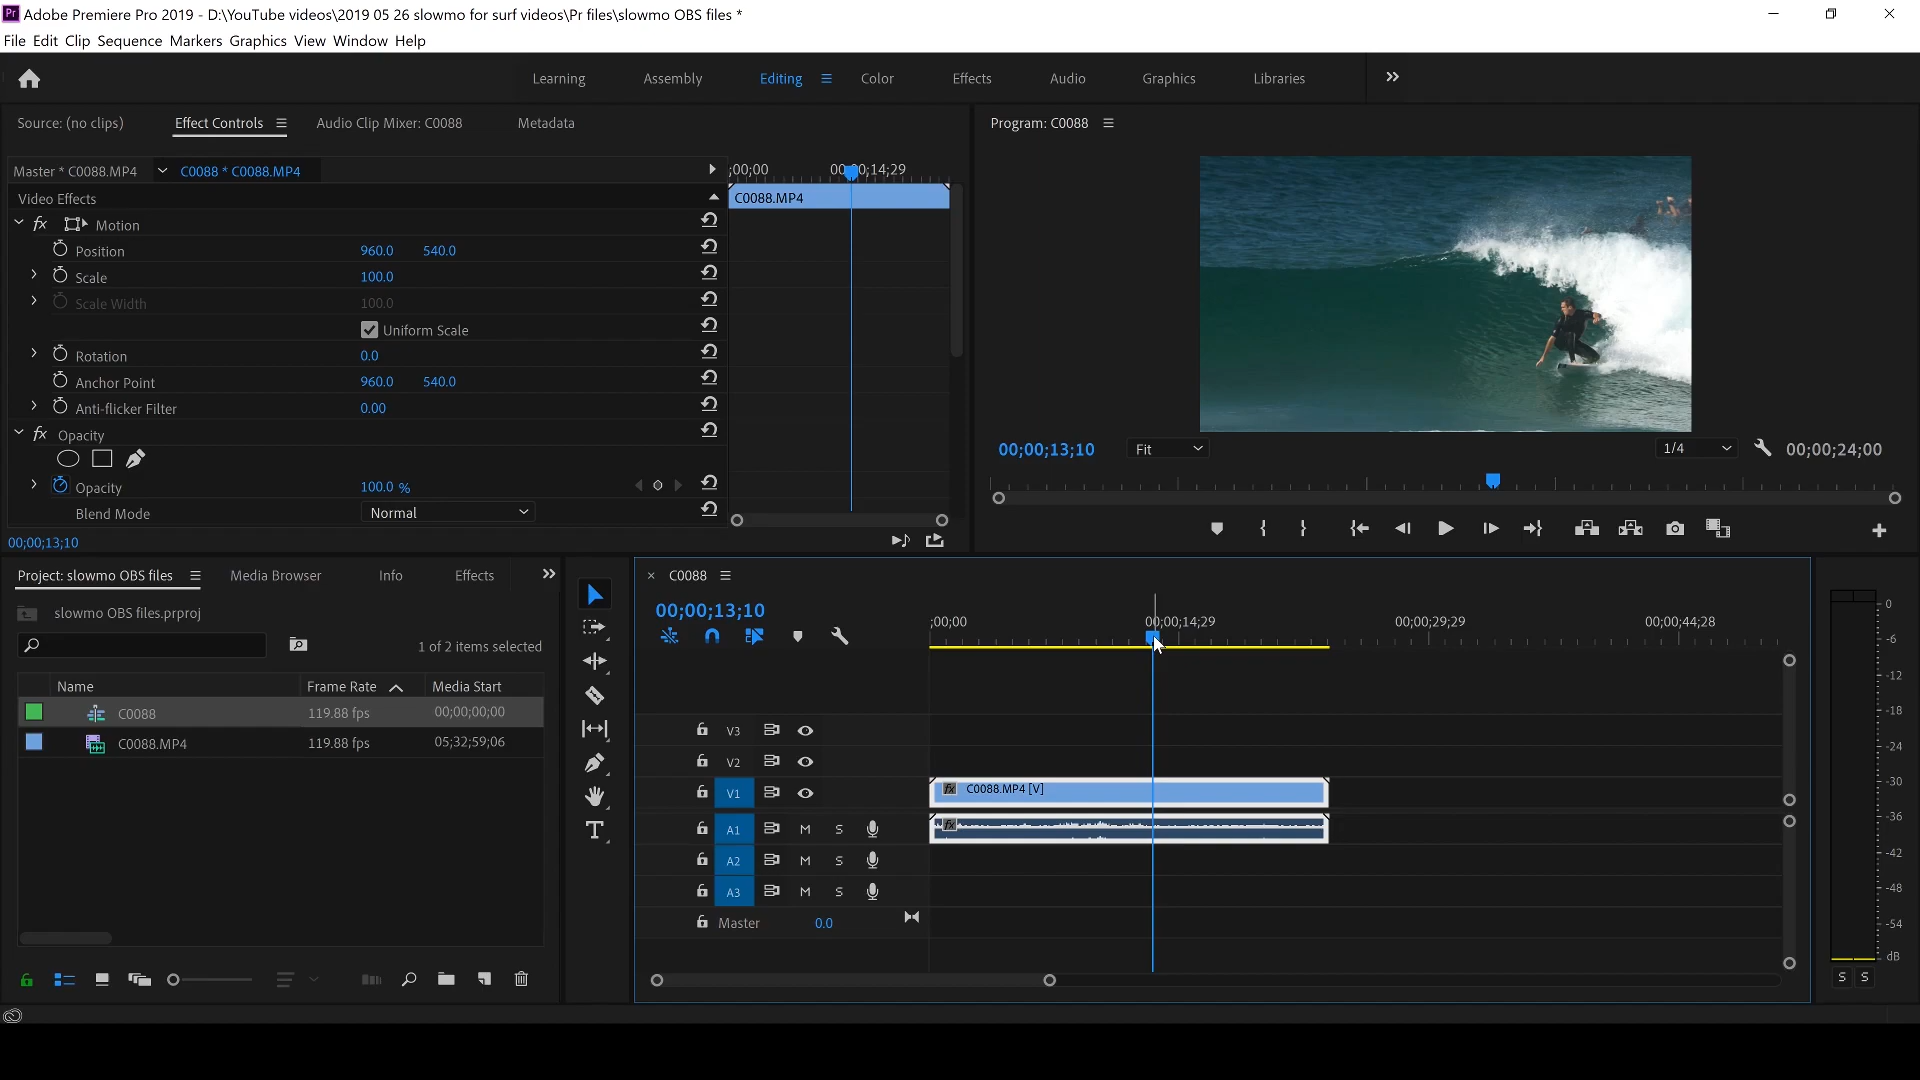 Pr Adobe Premiere Pro 2019 - D:\YouTube videos\2019 05 26 slowmo for surf videos\Pr files\slowmo OBS files *
File Edit Clip Sequence Markers Graphics View Window Help
Learning Assembly Editing Color Effects Audio Graphics Libraries
Source: (no clips) Effect Controls Audio Clip Mixer: C0088 Metadata
Program: C0088
Master * C0088.MP4 C0088 * C0088.MP4
;00;00 00;00;14;29
Video Effects
C0088.MP4
fx Motion
Position 960.0 540.0
Scale 100.0
Scale Width 100.0
Uniform Scale
Rotation 0.0
Anchor Point 960.0 540.0
Anti-flicker Filter 0.00
fx Opacity
Opacity 100.0 %
Blend Mode Normal
00;00;13;10
00;00;13;10 Fit 1/4 00;00;24;00
Project: slowmo OBS files Media Browser Info Effects
slowmo OBS files.prproj
1 of 2 items selected
Name Frame Rate Media Start
C0088 119.88 fps 00;00;00;00
C0088.MP4 119.88 fps 05;32;59;06
C0088
00;00;13;10
;00;00 00;00;14;29 00;00;29;29 00;00;44;28
V3
V2
V1 fx C0088.MP4 [V]
A1 M S fx
A2 M S
A3 M S
Master 0.0
0
-6
-12
-18
-24
-30
-36
-42
-48
-54
dB
S S
T